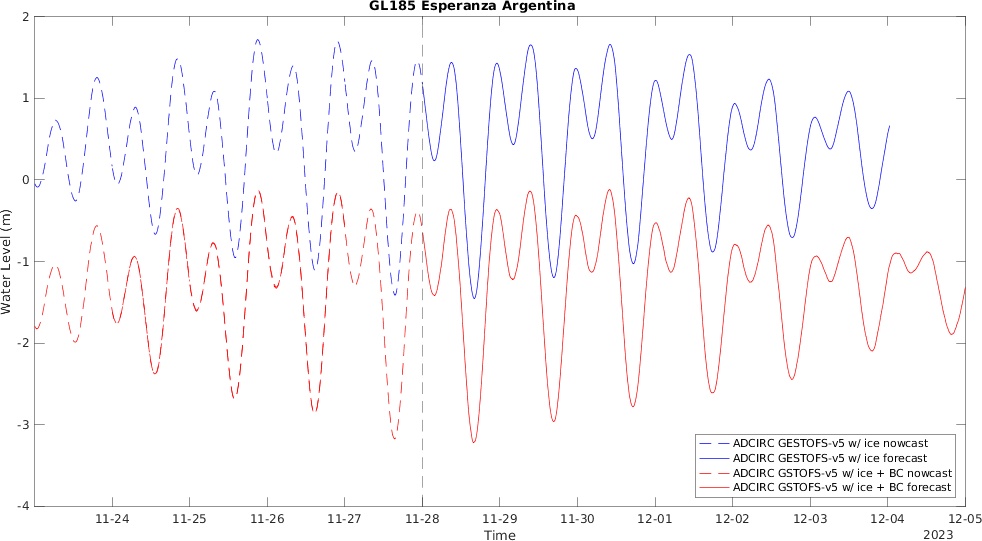 GL185 Esperanza Argentina
Water Level (m)
2
1
0
-1
-2
-3
-4
ADCIRC GESTOFS-v5 w/ ice nowcast
ADCIRC GESTOFS-v5 w/ ice forecast
ADCIRC GSTOFS-v5 w/ ice + BC nowcast
ADCIRC GSTOFS-v5 w/ ice + BC forecast
11-24 11-25 11-26 11-27 11-28 11-29 11-30 12-01 12-02 12-03 12-04 12-05
Time
2023